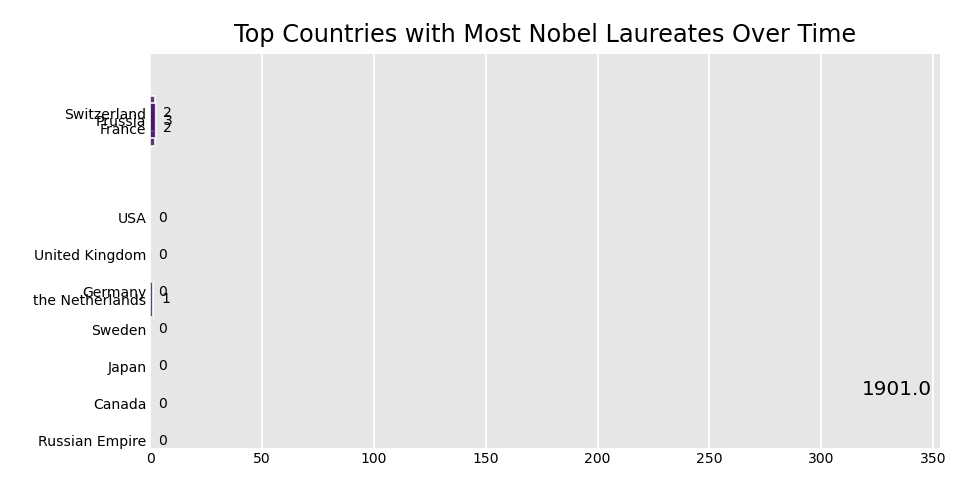 Top Countries with Most Nobel Laureates Over Time
Switzerland 2
Prussia 3
France 2
USA 0
United Kingdom 0
Germany 0
the Netherlands 1
Sweden 0
Japan 0
Canada 0
1901.0
Russian Empire 0
0 50 100 150 200 250 300 350